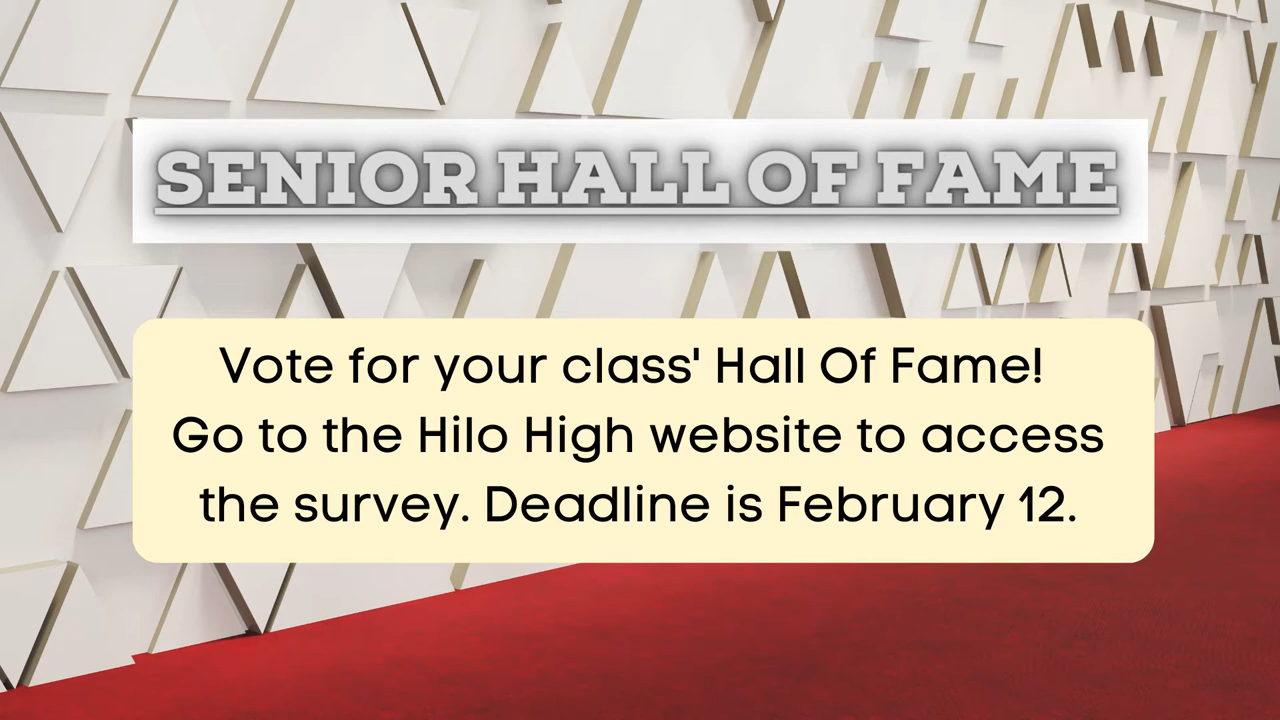 SENIOR HALL OF FAME
Vote for your class' Hall Of Fame!
Go to the Hilo High website to access
the survey. Deadline is February 12.